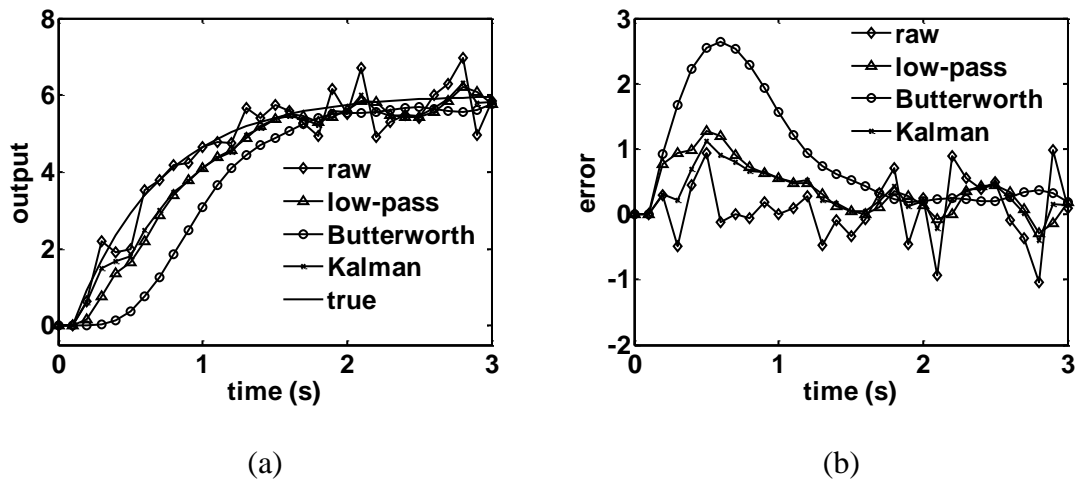 8
6
4
2
0
output
raw
low-pass
Butterworth
Kalman
true
0 1 2 3
time (s)
(a)
3
2
1
0
-1
-2
error
raw
low-pass
Butterworth
Kalman
0 1 2 3
time (s)
(b)